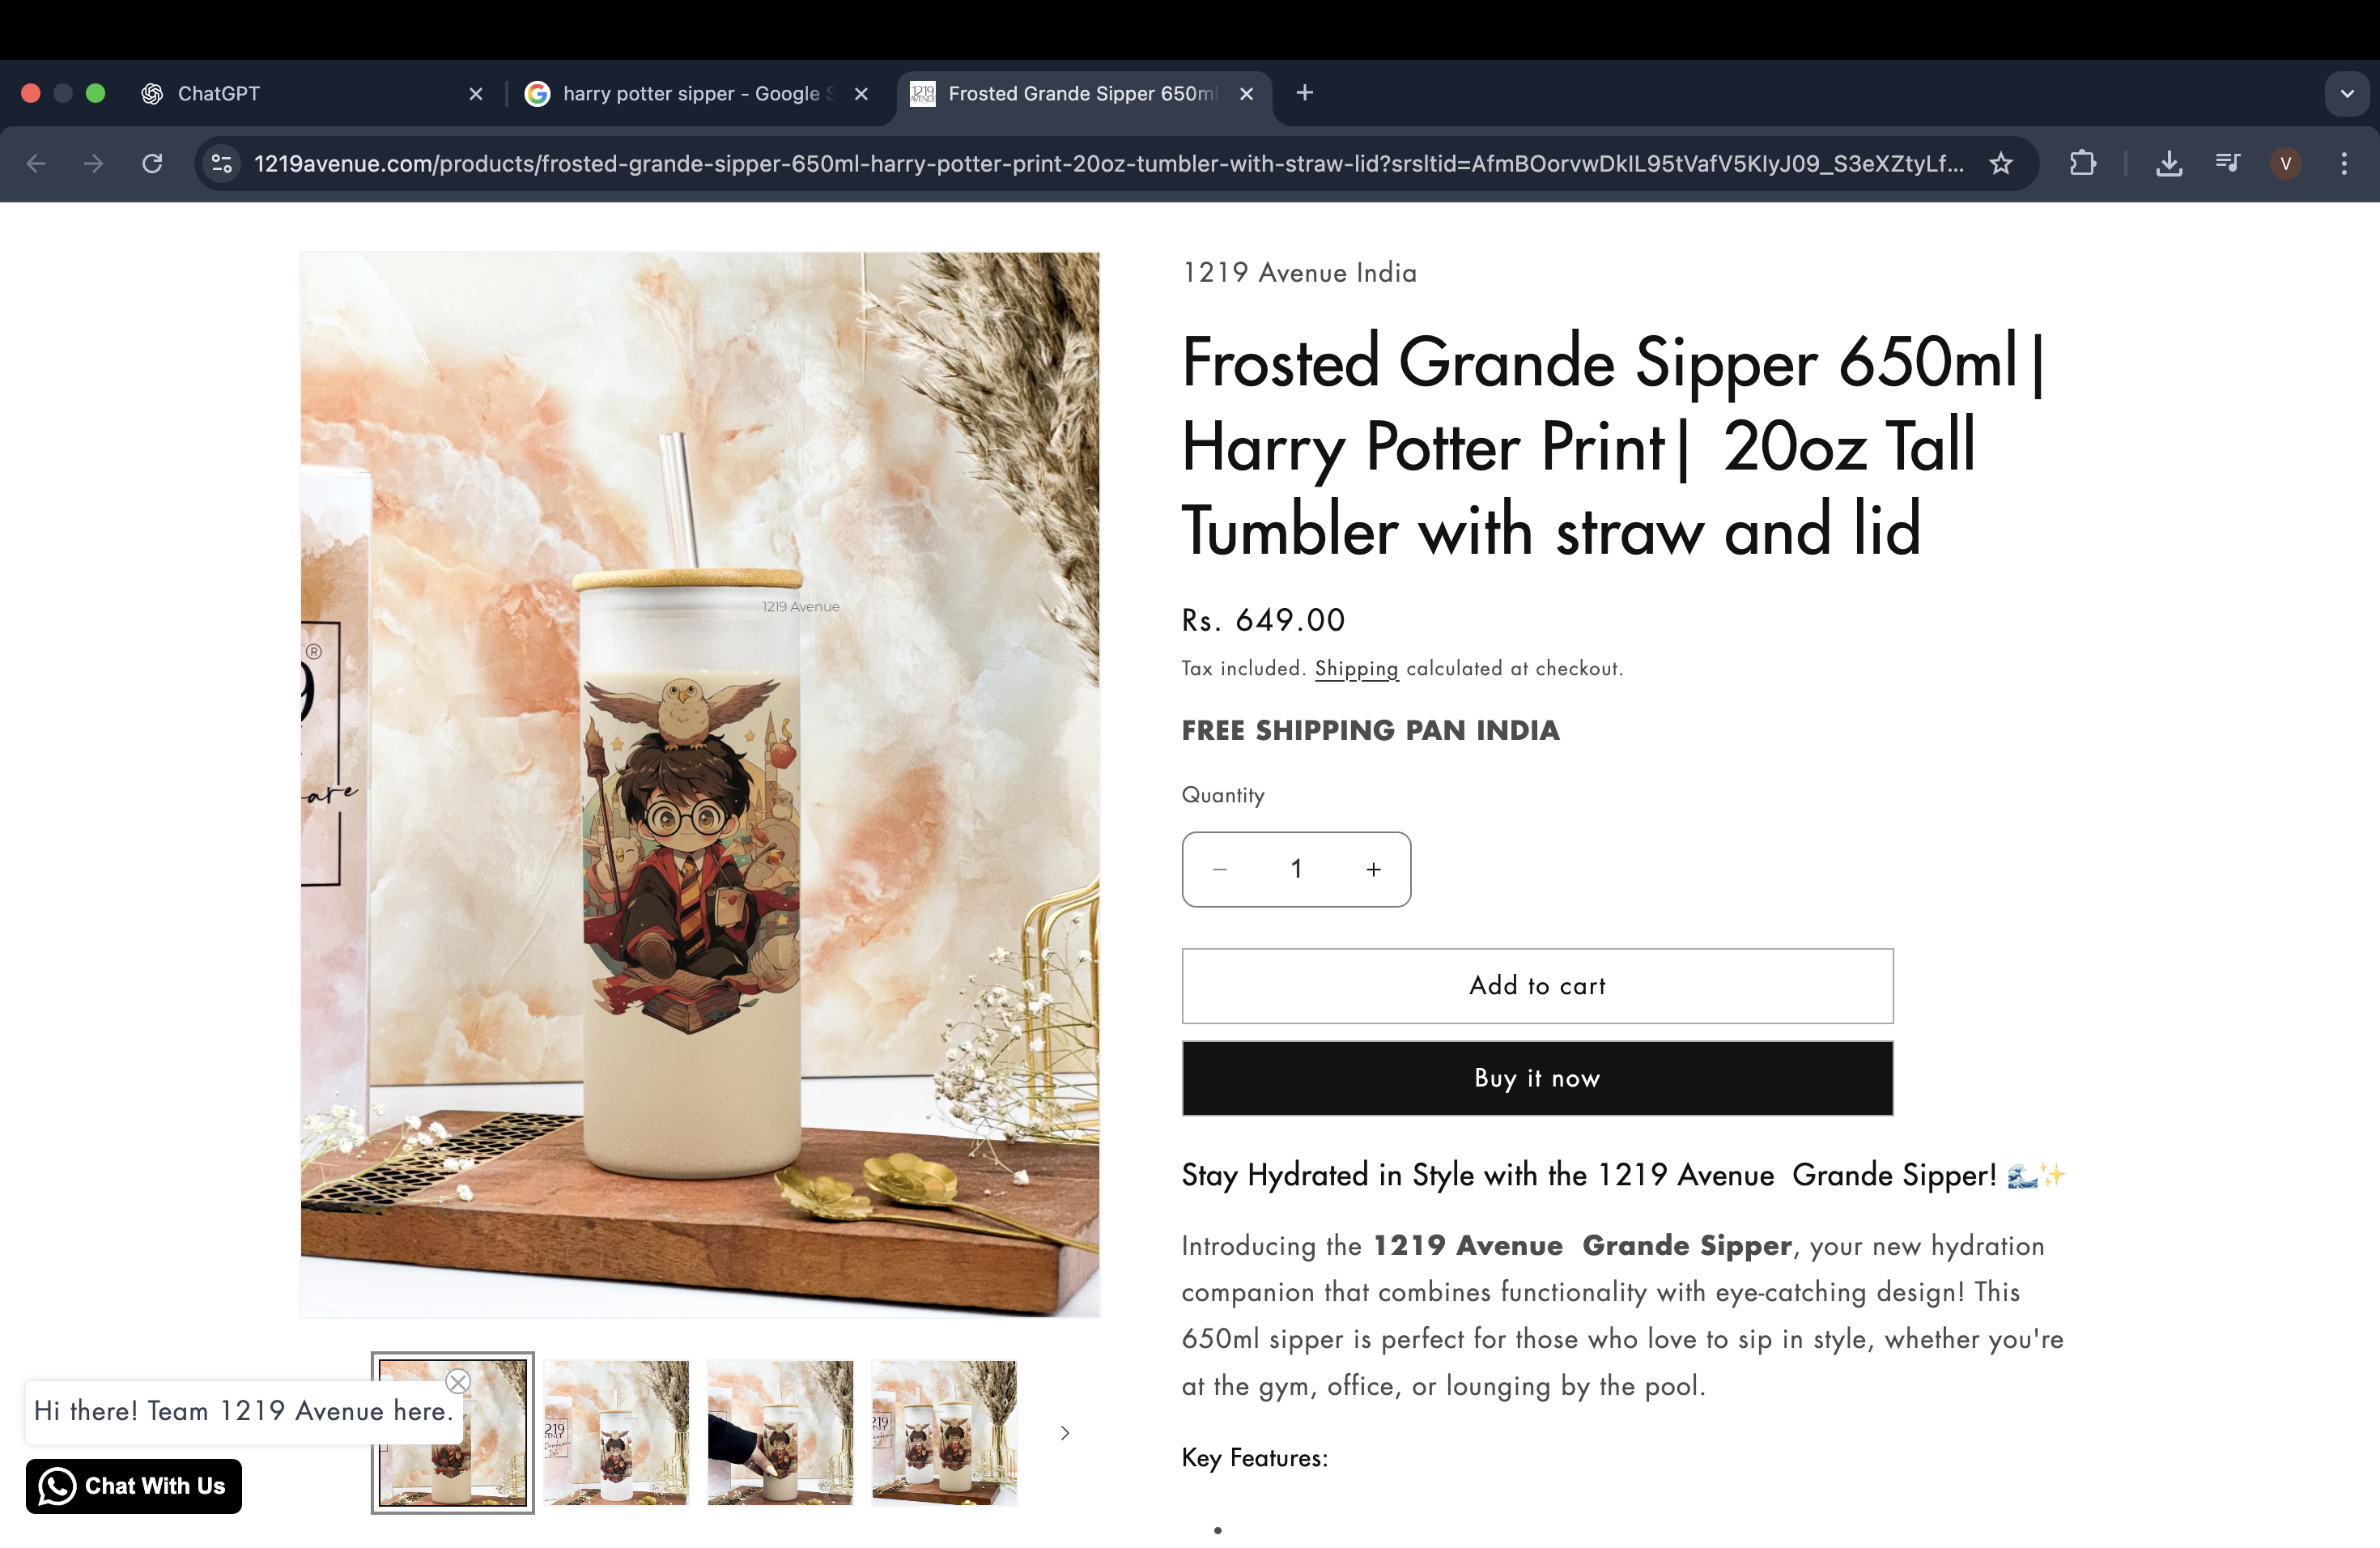 ChatGPT
harry potter sipper - Google
Frosted Grande Sipper 650ml
1219avenue.com/products/frosted-grande-sipper-650ml-harry-potter-print-20oz-tumbler-with-straw-lid?srsltid=AfmBOorvwDkIL95tVafV5KIyJ09_S3eXZtyLf...
V
1219 Avenue
®
9
are
1219 Avenue India
Frosted Grande Sipper 650ml|
Harry Potter Print| 20oz Tall
Tumbler with straw and lid
Rs. 649.00
Tax included. Shipping calculated at checkout.
FREE SHIPPING PAN INDIA
Quantity
− 1 +
Add to cart
Buy it now
Stay Hydrated in Style with the 1219 Avenue Grande Sipper! 🌊✨
Introducing the 1219 Avenue Grande Sipper, your new hydration
companion that combines functionality with eye-catching design! This
650ml sipper is perfect for those who love to sip in style, whether you're
at the gym, office, or lounging by the pool.
Key Features:
•
Hi there! Team 1219 Avenue here.
Chat With Us